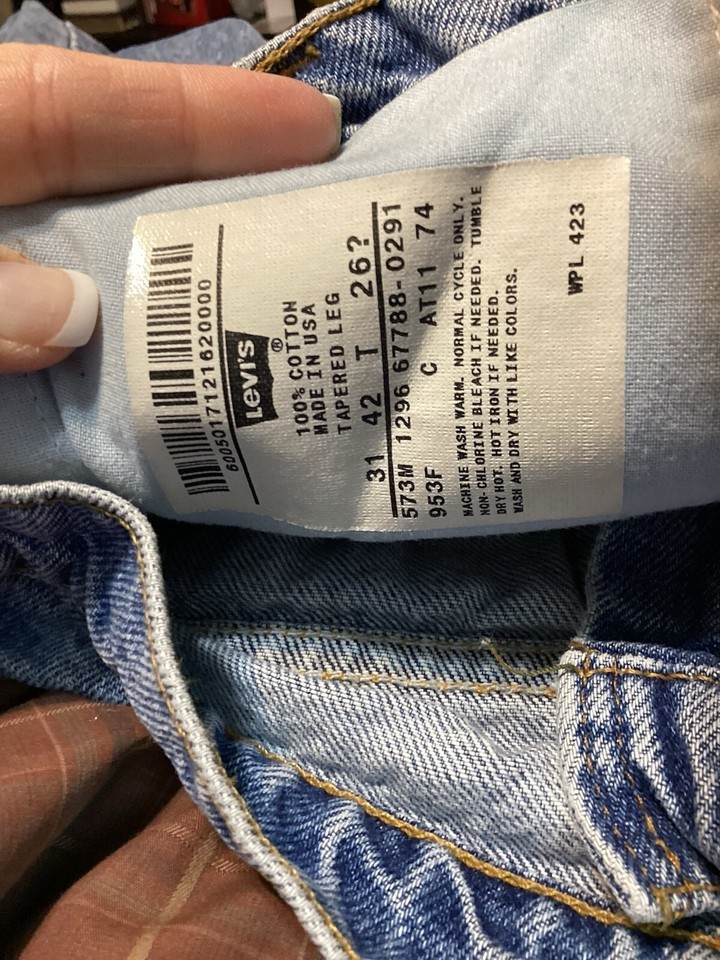 6005017121620000
LEVI'S ®
100% COTTON
MADE IN USA
TAPERED LEG
31 42 T 26?
573M 1296 67788-0291
953F C AT11 74
MACHINE WASH WARM. NORMAL CYCLE ONLY.
NON-CHLORINE BLEACH IF NEEDED. TUMBLE
DRY HOT. HOT IRON IF NEEDED.
WASH AND DRY WITH LIKE COLORS.
WPL 423